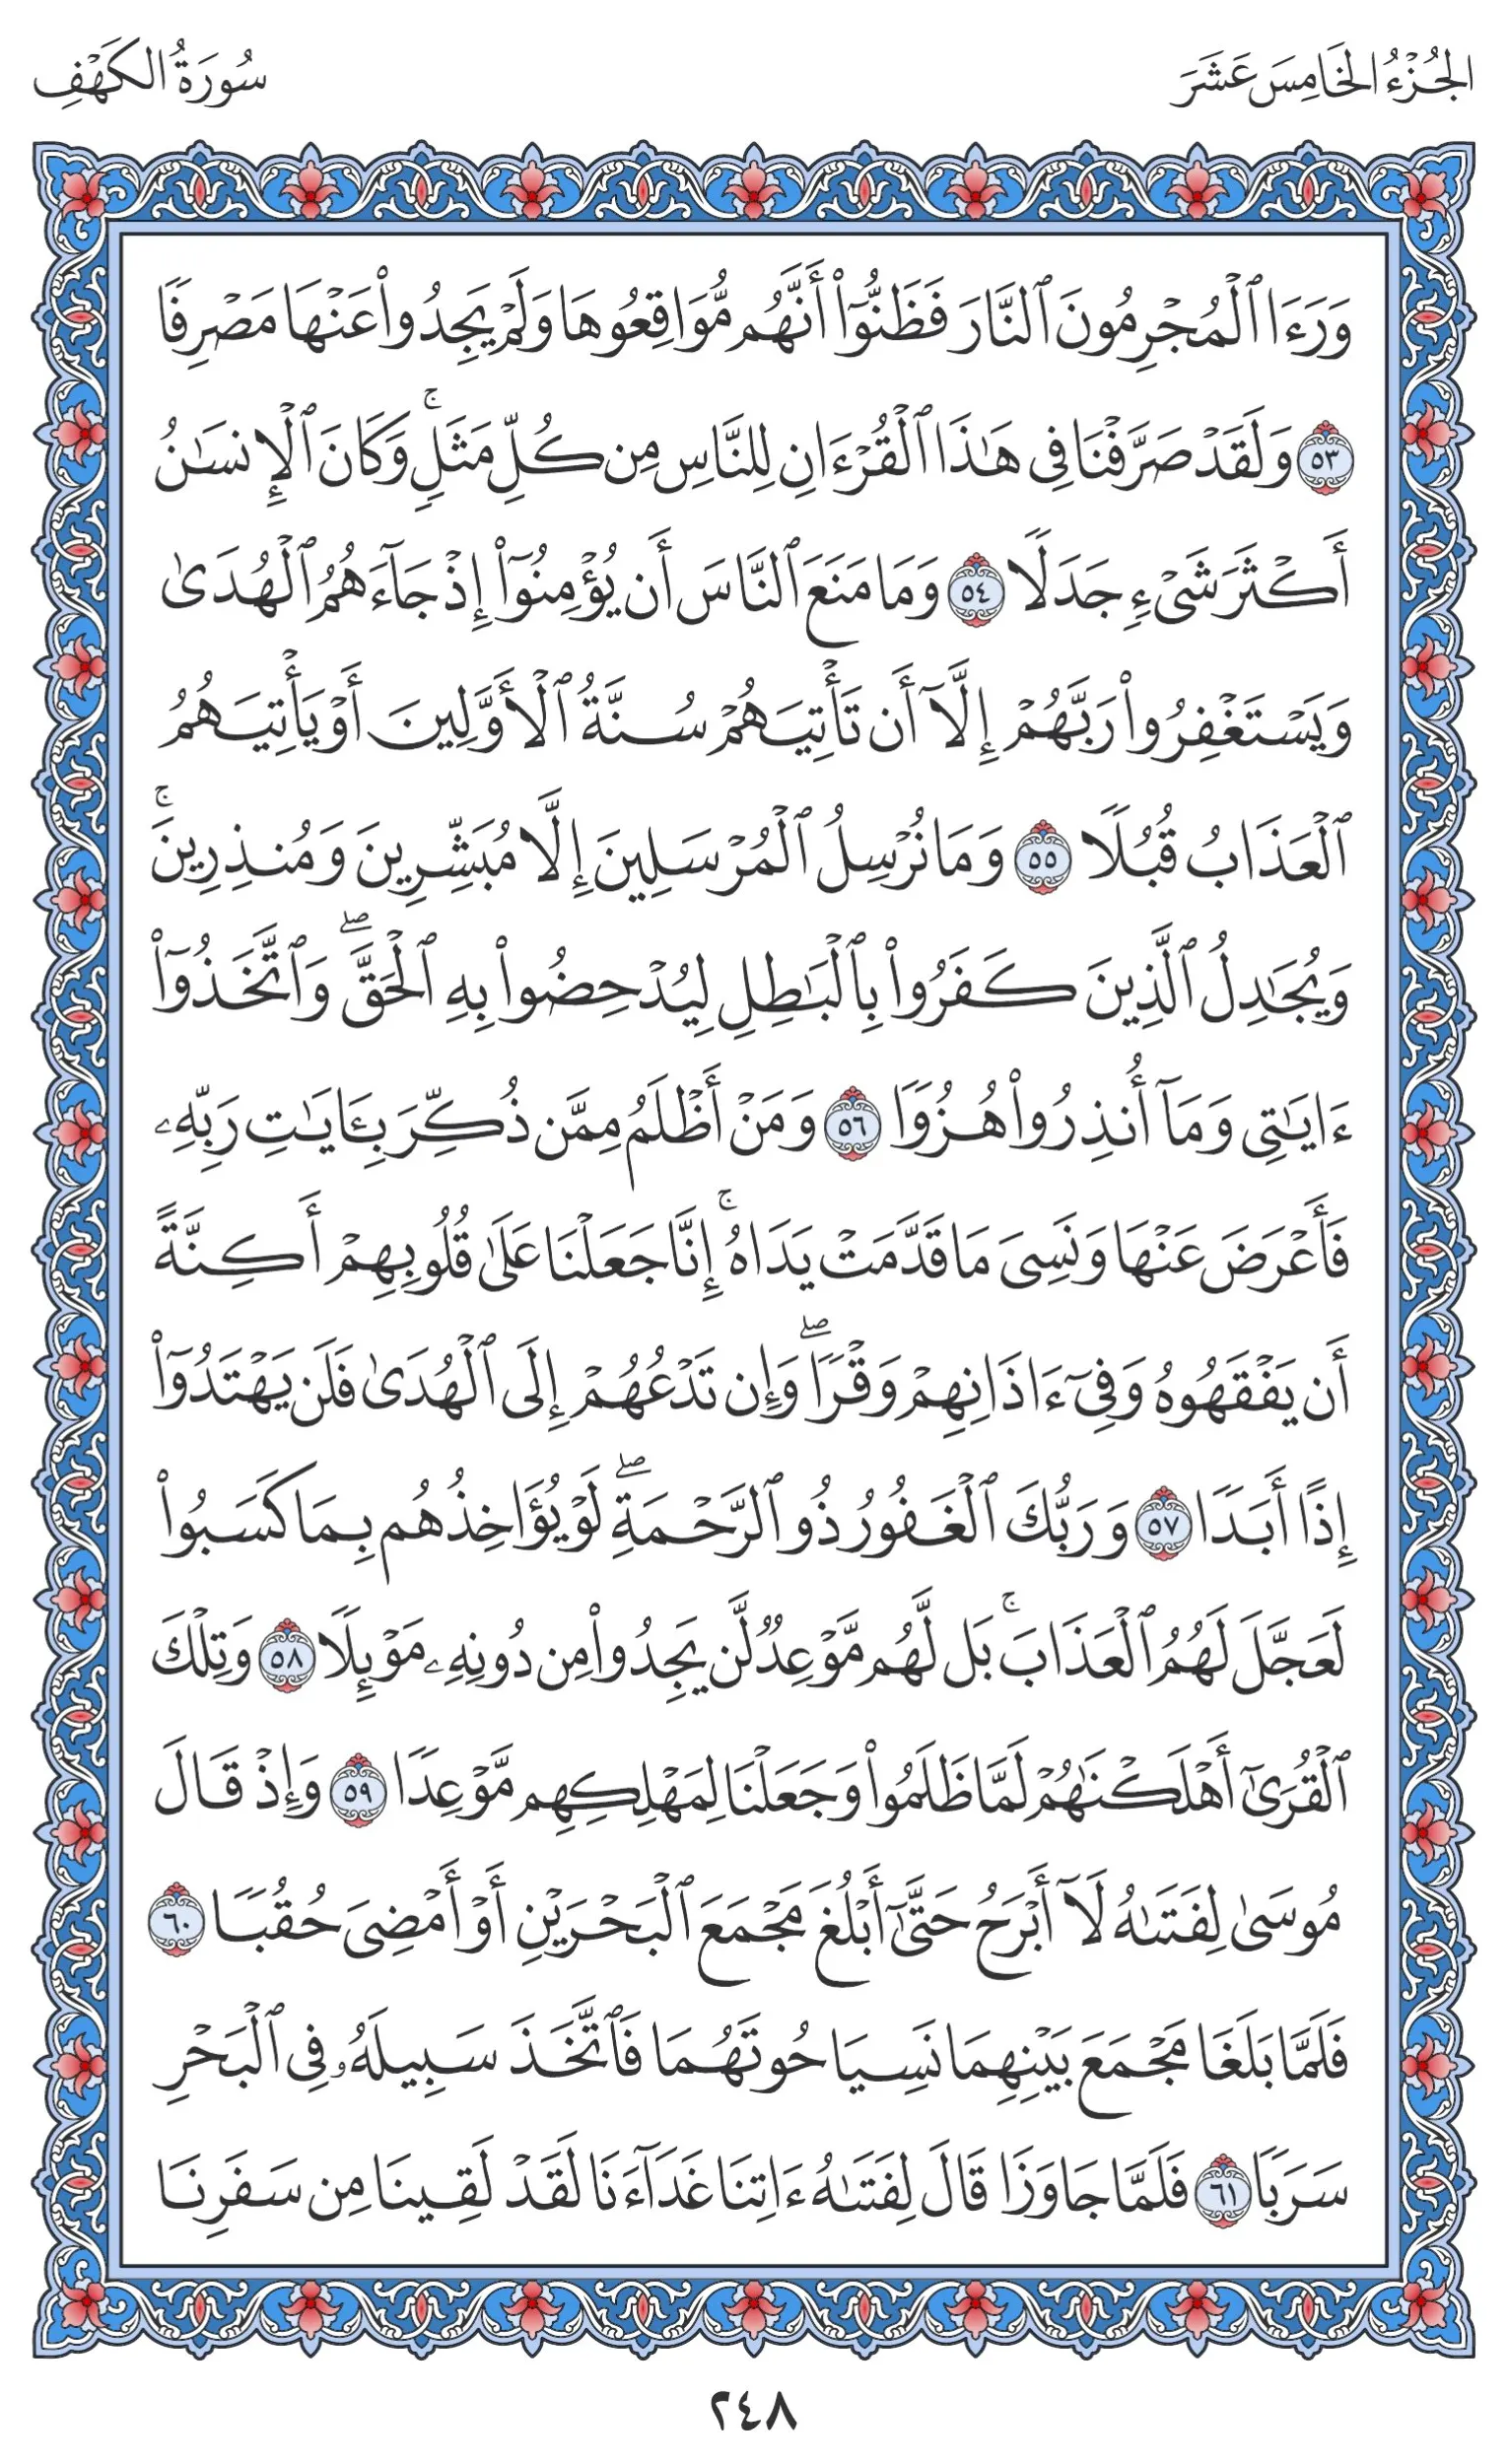 الجُزْءُ الخَامِسَ عَشَرَ
سُورَةُ الكَهْفِ
وَرَءَا ٱلْمُجْرِمُونَ ٱلنَّارَ فَظَنُّوٓا۟ أَنَّهُم مُّوَاقِعُوهَا وَلَمْ يَجِدُوا۟ عَنْهَا مَصْرِفًا
٥٣ وَلَقَدْ صَرَّفْنَا فِى هَـٰذَا ٱلْقُرْءَانِ لِلنَّاسِ مِن كُلِّ مَثَلٍۚ وَكَانَ ٱلْإِنسَـٰنُ
أَكْثَرَ شَىْءٍ جَدَلًا ٥٤ وَمَا مَنَعَ ٱلنَّاسَ أَن يُؤْمِنُوٓا۟ إِذْ جَآءَهُمُ ٱلْهُدَىٰ
وَيَسْتَغْفِرُوا۟ رَبَّهُمْ إِلَّآ أَن تَأْتِيَهُمْ سُنَّةُ ٱلْأَوَّلِينَ أَوْ يَأْتِيَهُمُ
ٱلْعَذَابُ قُبُلًا ٥٥ وَمَا نُرْسِلُ ٱلْمُرْسَلِينَ إِلَّا مُبَشِّرِينَ وَمُنذِرِينَۚ
وَيُجَـٰدِلُ ٱلَّذِينَ كَفَرُوا۟ بِٱلْبَـٰطِلِ لِيُدْحِضُوا۟ بِهِ ٱلْحَقَّۖ وَٱتَّخَذُوٓا۟
ءَايَـٰتِى وَمَآ أُنذِرُوا۟ هُزُوًا ٥٦ وَمَنْ أَظْلَمُ مِمَّن ذُكِّرَ بِـَٔايَـٰتِ رَبِّهِۦ
فَأَعْرَضَ عَنْهَا وَنَسِىَ مَا قَدَّمَتْ يَدَاهُۚ إِنَّا جَعَلْنَا عَلَىٰ قُلُوبِهِمْ أَكِنَّةً
أَن يَفْقَهُوهُ وَفِىٓ ءَاذَانِهِمْ وَقْرًاۖ وَإِن تَدْعُهُمْ إِلَى ٱلْهُدَىٰ فَلَن يَهْتَدُوٓا۟
إِذًا أَبَدًا ٥٧ وَرَبُّكَ ٱلْغَفُورُ ذُو ٱلرَّحْمَةِۖ لَوْ يُؤَاخِذُهُم بِمَا كَسَبُوا۟
لَعَجَّلَ لَهُمُ ٱلْعَذَابَۚ بَل لَّهُم مَّوْعِدٌ لَّن يَجِدُوا۟ مِن دُونِهِۦ مَوْئِلًا ٥٨ وَتِلْكَ
ٱلْقُرَىٰٓ أَهْلَكْنَـٰهُمْ لَمَّا ظَلَمُوا۟ وَجَعَلْنَا لِمَهْلِكِهِم مَّوْعِدًا ٥٩ وَإِذْ قَالَ
مُوسَىٰ لِفَتَىٰهُ لَآ أَبْرَحُ حَتَّىٰٓ أَبْلُغَ مَجْمَعَ ٱلْبَحْرَيْنِ أَوْ أَمْضِىَ حُقُبًا ٦٠
فَلَمَّا بَلَغَا مَجْمَعَ بَيْنِهِمَا نَسِيَا حُوتَهُمَا فَٱتَّخَذَ سَبِيلَهُۥ فِى ٱلْبَحْرِ
سَرَبًا ٦١ فَلَمَّا جَاوَزَا قَالَ لِفَتَىٰهُ ءَاتِنَا غَدَآءَنَا لَقَدْ لَقِينَا مِن سَفَرِنَا
٢٤٨